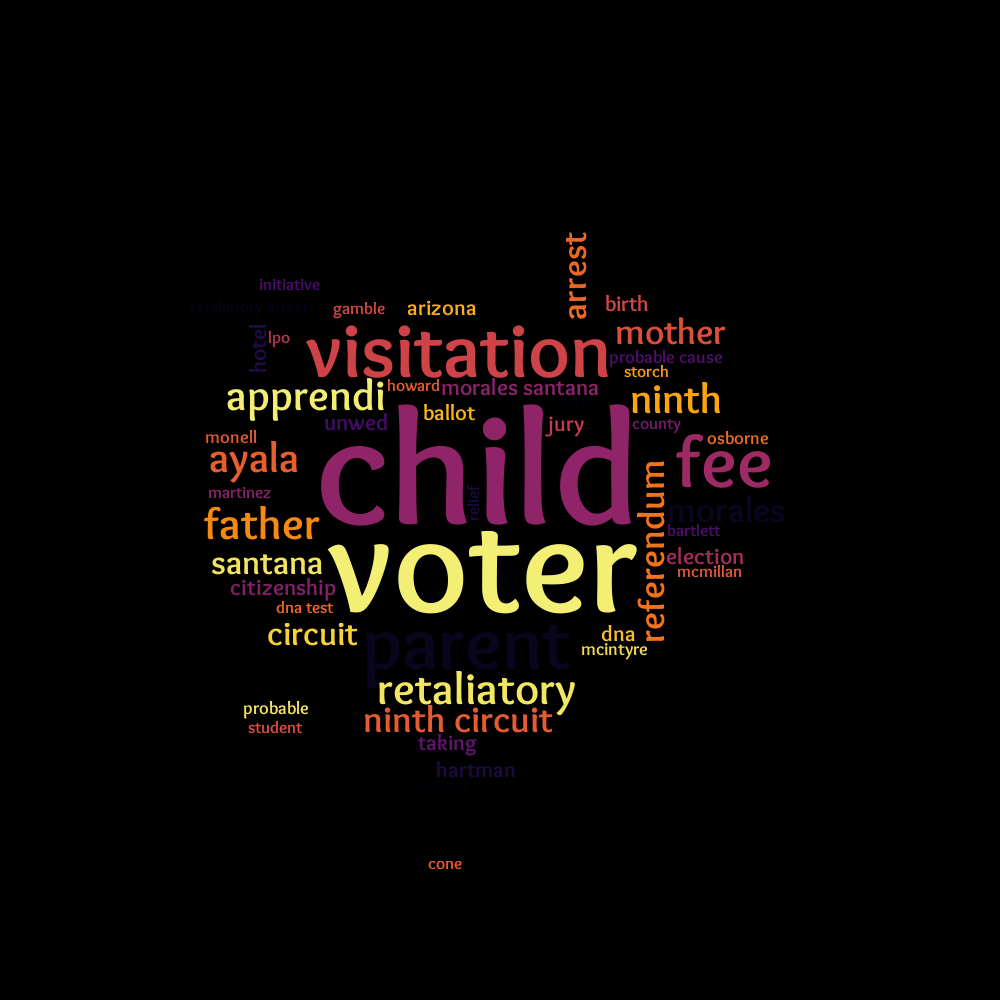 arrest
initiative
birth
retaliatory arrest
gamble
arizona
mother
hotel
lpo
visitation
probable cause
storch
howard
morales santana
apprendi
ninth
ballot
unwed
jury
county
monell
osborne
child
ayala
fee
martinez
relief
referendum
morales
father
bartlett
voter
election
santana
mcmillan
citizenship
dna test
circuit
dna
parent
mcintyre
retaliatory
probable
ninth circuit
student
taking
hartman
cone